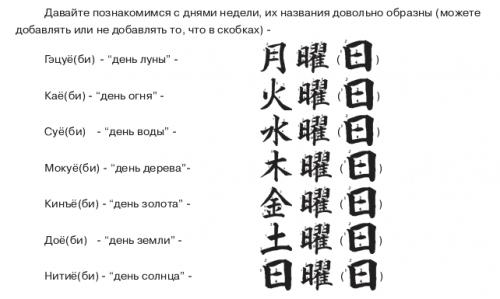 Давайте познакомимся с днями недели, их названия довольно образны (можете
добавлять или не добавлять то, что в скобках) -
Гэцуё(би) - “день луны” - 月曜(日)
Каё(би) - “день огня” - 火曜(日)
Суё(би) - “день воды” - 水曜(日)
Мокуё(би) - “день дерева”- 木曜(日)
Кинъё(би) - “день золота” - 金曜(日)
Доё(би) - “день земли” - 土曜(日)
Нитиё(би) - “день солнца” - 日曜(日)